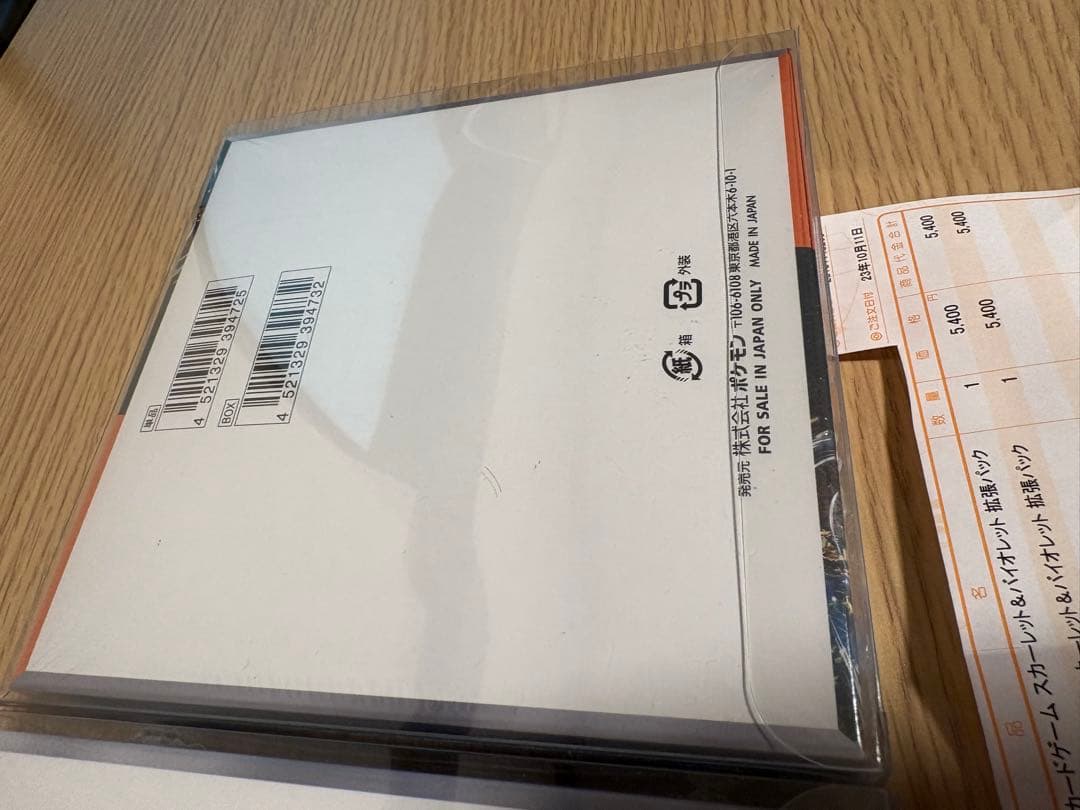 単品
4 521329 394725
BOX
4 521329 394732
紙 箱
プラ 外装
発売元 株式会社 ポケモン 〒106-6108 東京都港区六本木6-10-1
FOR SALE IN JAPAN ONLY MADE IN JAPAN
ご注文日付 23年10月11日
品 名 数 量 価 格 円 商品代金合計
カードゲーム スカーレット&バイオレット 拡張パック 1 5,400 5,400
カーレット&バイオレット 拡張パック 1 5,400 5,400